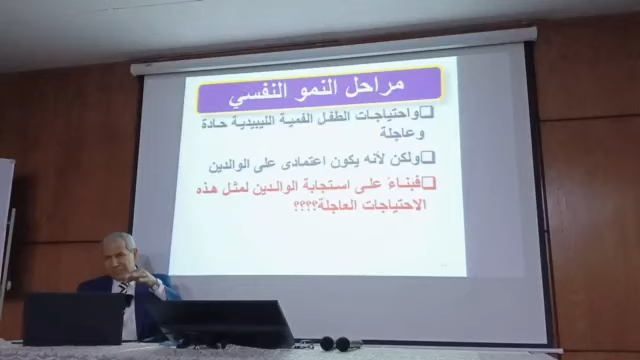 مراحل النمو النفسي
واحتياجات الطفل الفمية الليبيدية حادة
وعاجلة
ولكن لأنه يكون اعتمادى على الوالدين
فبناءً على استجابة الوالدين لمثل هذه
الاحتياجات العاجلة؟؟؟؟